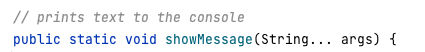 // prints text to the console
public static void showMessage(String... args) {